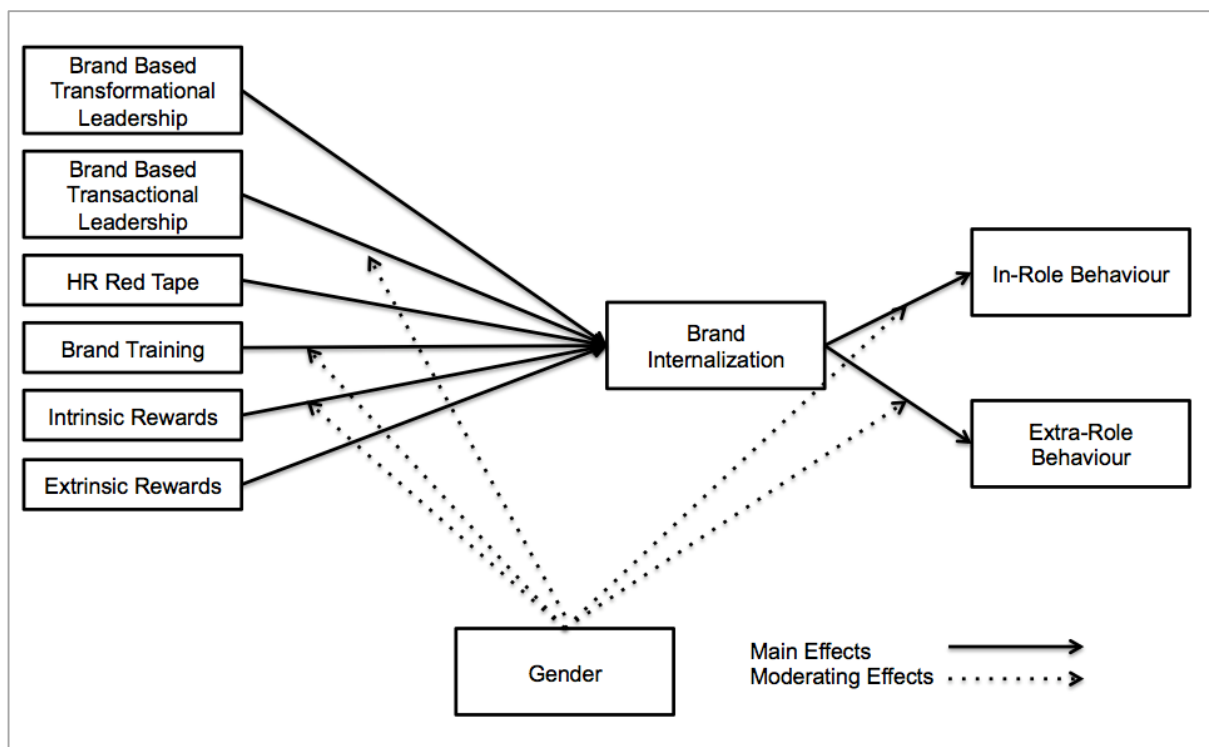 Brand Based
Transformational
Leadership
Brand Based
Transactional
Leadership
HR Red Tape
Brand Training
Intrinsic Rewards
Extrinsic Rewards
Brand
Internalization
In-Role Behaviour
Extra-Role
Behaviour
Gender
Main Effects
Moderating Effects